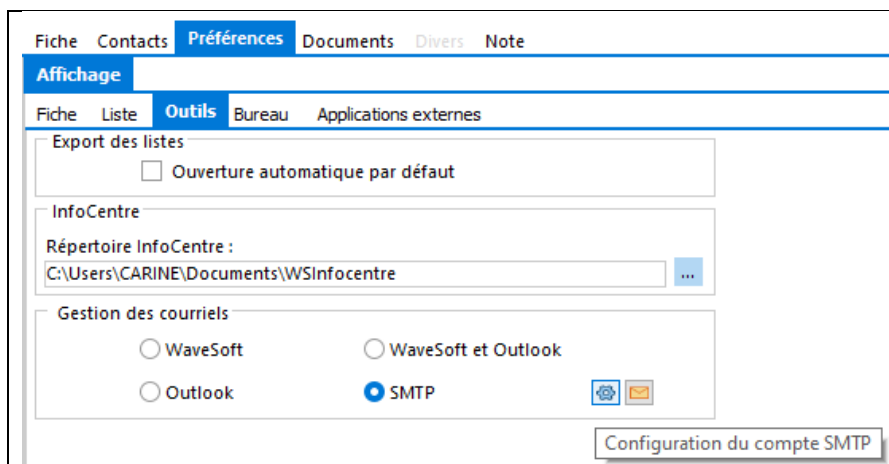 Fiche Contacts Préférences Documents Divers Note
Affichage
Fiche Liste Outils Bureau Applications externes
Export des listes
Ouverture automatique par défaut
InfoCentre
Répertoire InfoCentre :
C:\Users\CARINE\Documents\WSInfocentre ...
Gestion des courriels
WaveSoft WaveSoft et Outlook
Outlook SMTP
Configuration du compte SMTP